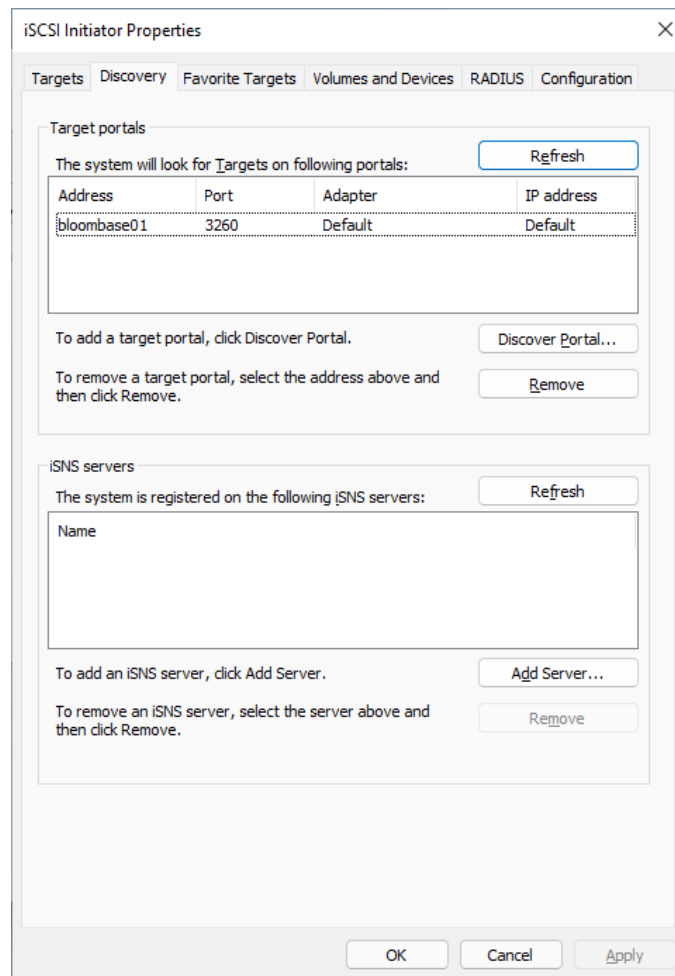 iSCSI Initiator Properties
Targets Discovery Favorite Targets Volumes and Devices RADIUS Configuration
Target portals
The system will look for Targets on following portals:
Refresh
Address Port Adapter IP address
bloombase01 3260 Default Default
To add a target portal, click Discover Portal.
Discover Portal...
To remove a target portal, select the address above and
then click Remove.
Remove
iSNS servers
The system is registered on the following iSNS servers:
Refresh
Name
To add an iSNS server, click Add Server.
Add Server...
To remove an iSNS server, select the server above and
then click Remove.
Remove
OK Cancel Apply